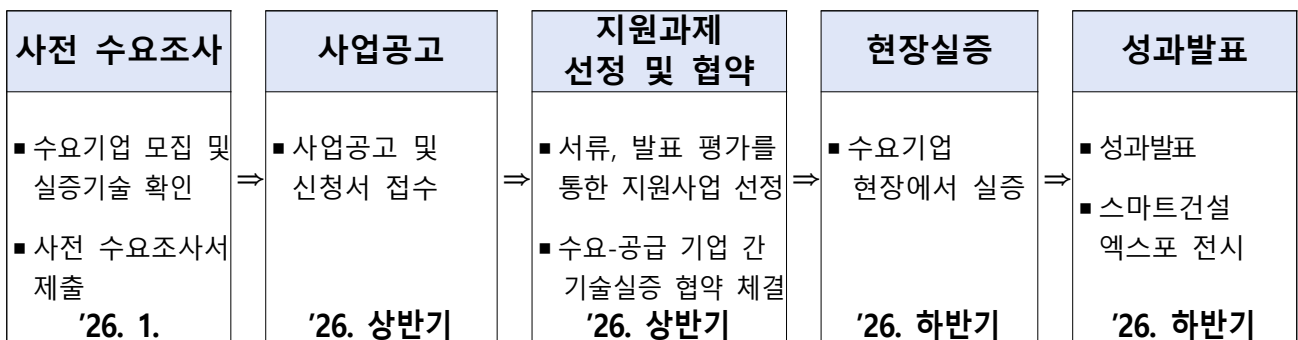 사전 수요조사
■ 수요기업 모집 및
실증기술 확인
■ 사전 수요조사서
제출
'26. 1.
⇒
사업공고
■ 사업공고 및
신청서 접수
'26. 상반기
⇒
지원과제
선정 및 협약
■ 서류, 발표 평가를
통한 지원사업 선정
■ 수요-공급 기업 간
기술실증 협약 체결
'26. 상반기
⇒
현장실증
■ 수요기업
현장에서 실증
'26. 하반기
⇒
성과발표
■ 성과발표
■ 스마트건설
엑스포 전시
'26. 하반기